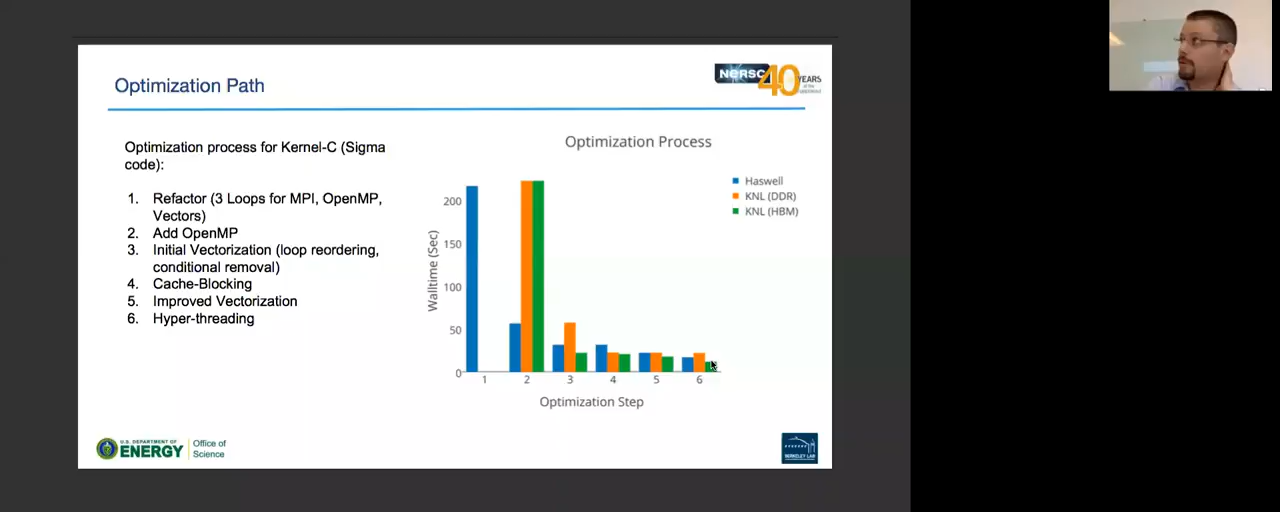 Optimization Path
NERSC 40 YEARS
Optimization process for Kernel-C (Sigma
code):
1. Refactor (3 Loops for MPI, OpenMP,
Vectors)
2. Add OpenMP
3. Initial Vectorization (loop reordering,
conditional removal)
4. Cache-Blocking
5. Improved Vectorization
6. Hyper-threading
Optimization Process
Haswell
KNL (DDR)
KNL (HBM)
Walltime (Sec)
200
150
100
50
0
1 2 3 4 5 6
Optimization Step
U.S. DEPARTMENT OF
ENERGY
Office of
Science
BERKELEY LAB